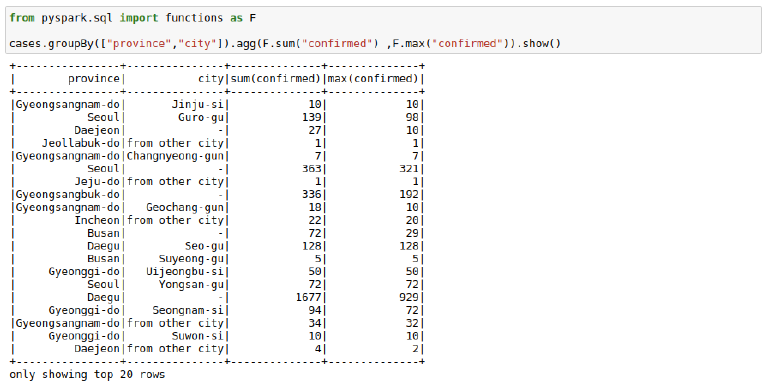 from pyspark.sql import functions as F
cases.groupBy(["province","city"]).agg(F.sum("confirmed") ,F.max("confirmed")).show()
+---------------+---------------+--------------+--------------+
|       province|           city|sum(confirmed)|max(confirmed)|
+---------------+---------------+--------------+--------------+
|Gyeongsangnam-do|       Jinju-si|            10|            10|
|          Seoul|        Guro-gu|           139|            98|
|        Daejeon|              -|            27|            10|
|   Jeollabuk-do|from other city|             1|             1|
|Gyeongsangnam-do|Changnyeong-gun|             7|             7|
|          Seoul|              -|           363|           321|
|        Jeju-do|from other city|             1|             1|
|Gyeongsangbuk-do|              -|           336|           192|
|Gyeongsangnam-do|   Geochang-gun|            18|            10|
|        Incheon|from other city|            22|            20|
|          Busan|              -|            72|            29|
|          Daegu|         Seo-gu|           128|           128|
|          Busan|     Suyeong-gu|             5|             5|
|    Gyeonggi-do|   Uijeongbu-si|            50|            50|
|          Seoul|     Yongsan-gu|            72|            72|
|          Daegu|              -|          1677|           929|
|    Gyeonggi-do|    Seongnam-si|            94|            72|
|Gyeongsangnam-do|from other city|            34|            32|
|    Gyeonggi-do|       Suwon-si|            10|            10|
|        Daejeon|from other city|             4|             2|
+---------------+---------------+--------------+--------------+
only showing top 20 rows